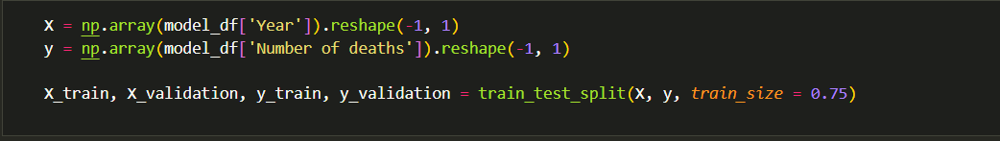 X = np.array(model_df['Year']).reshape(-1, 1)
y = np.array(model_df['Number of deaths']).reshape(-1, 1)
X_train, X_validation, y_train, y_validation = train_test_split(X, y, train_size = 0.75)